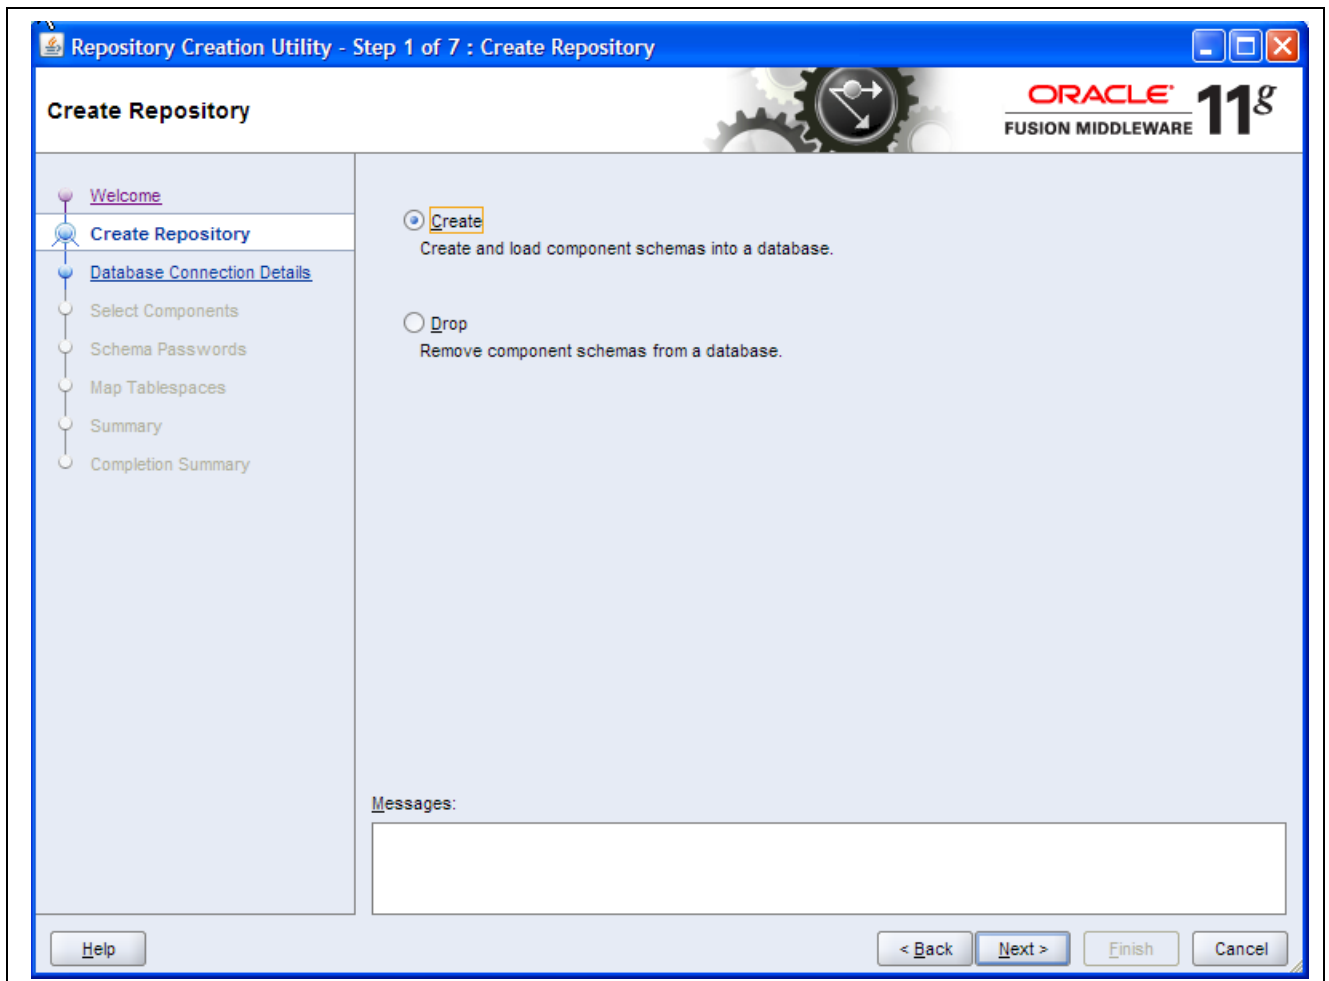 Repository Creation Utility - Step 1 of 7 : Create Repository
Create Repository
ORACLE 11g
FUSION MIDDLEWARE
Welcome
Create Repository
Database Connection Details
Select Components
Schema Passwords
Map Tablespaces
Summary
Completion Summary
Create
Create and load component schemas into a database.
Drop
Remove component schemas from a database.
Messages:
Help
< Back
Next >
Finish
Cancel